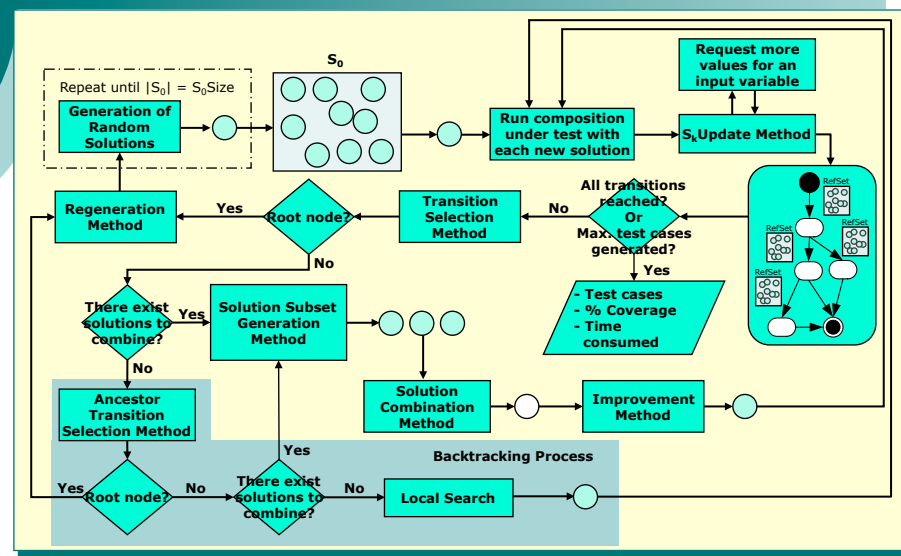 Repeat until |S₀| = S₀Size
Generation of
Random
Solutions
S₀
Run composition
under test with
each new solution
Request more
values for an
input variable
SₖUpdate Method
RefSet
RefSet
RefSet
RefSet
All transitions
reached?
Or
Max. test cases
generated?
No
Yes
Transition
Selection
Method
Root node?
Yes
No
Regeneration
Method
- Test cases
- % Coverage
- Time
consumed
There exist
solutions to
combine?
Yes
No
Solution Subset
Generation
Method
Solution
Combination
Method
Improvement
Method
Ancestor
Transition
Selection Method
Backtracking Process
Yes
Root node?
No
There exist
solutions to
combine?
Yes
No
Local Search